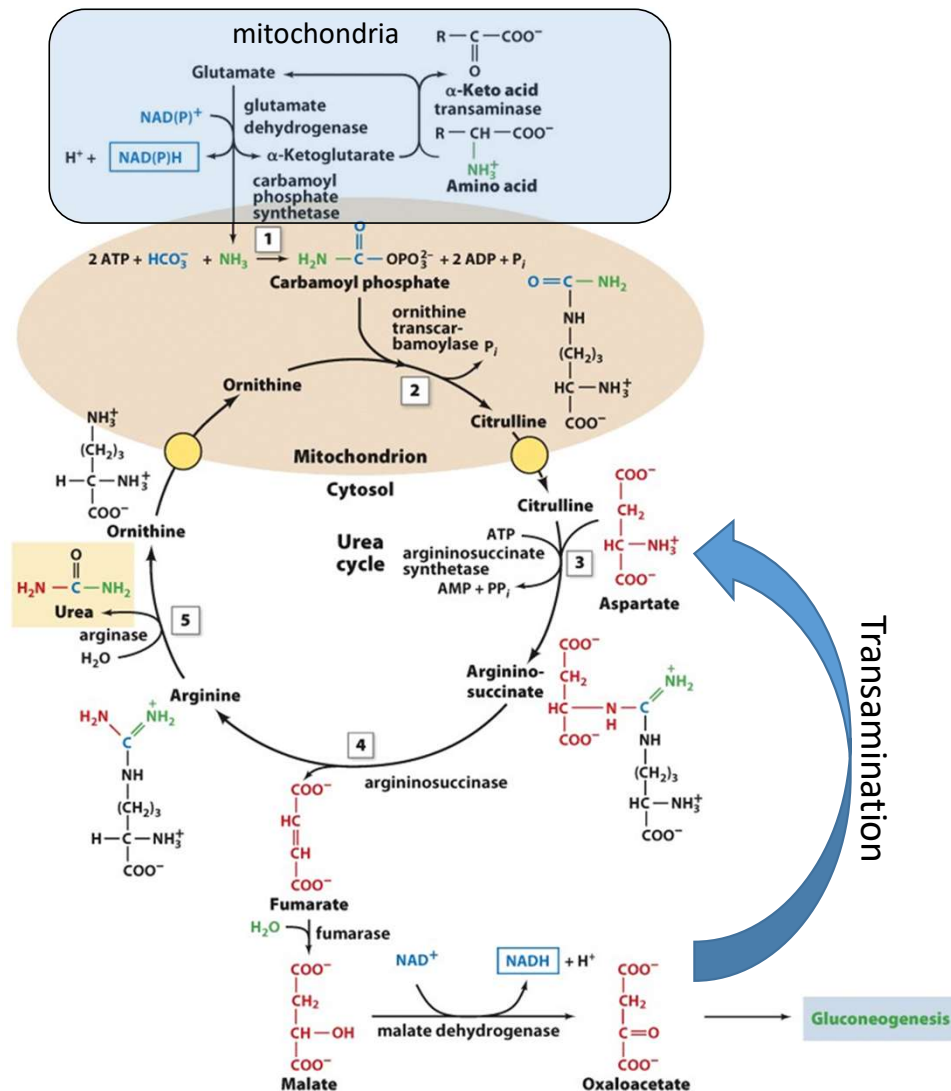 mitochondria
R—C—COO⁻
O
α-Keto acid
transaminase
Glutamate
NAD(P)⁺
glutamate
dehydrogenase
H⁺ + NAD(P)H
α-Ketoglutarate
R—CH—COO⁻
NH₃⁺
Amino acid
carbamoyl
phosphate
synthetase
1
O
2 ATP + HCO₃⁻ + NH₃ → H₂N—C—OPO₃²⁻ + 2 ADP + Pi
Carbamoyl phosphate
O=C—NH₂
NH
(CH₂)₃
HC—NH₃⁺
COO⁻
ornithine
transcar-
bamoylase
Pi
2
Ornithine
Citrulline
Mitochondrion
Cytosol
NH₃⁺
(CH₂)₃
H—C—NH₃⁺
COO⁻
Ornithine
Citrulline
Urea
cycle
ATP
argininosuccinate
synthetase
AMP + PPi
3
COO⁻
CH₂
HC—NH₃⁺
COO⁻
Aspartate
O
H₂N—C—NH₂
Urea
arginase
H₂O
5
Arginine
Arginino-
succinate
COO⁻
CH₂
HC—N—C=NH₂⁺
H
COO⁻
NH
(CH₂)₃
HC—NH₃⁺
COO⁻
H₂N—C=NH₂⁺
NH
(CH₂)₃
H—C—NH₃⁺
COO⁻
4
argininosuccinase
COO⁻
HC
CH
COO⁻
Fumarate
H₂O
fumarase
COO⁻
CH₂
CH—OH
COO⁻
Malate
NAD⁺
NADH + H⁺
malate dehydrogenase
COO⁻
CH₂
C=O
COO⁻
Oxaloacetate
Gluconeogenesis
Transamination